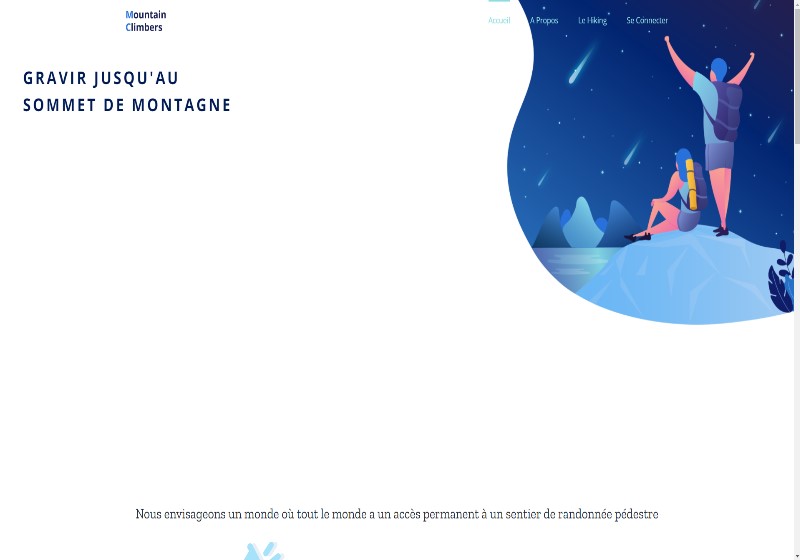 Mountain
Climbers
Accueil
A Propos
Le Hiking
Se Connecter
GRAVIR JUSQU'AU
SOMMET DE MONTAGNE
Nous envisageons un monde où tout le monde a un accès permanent à un sentier de randonnée pédestre